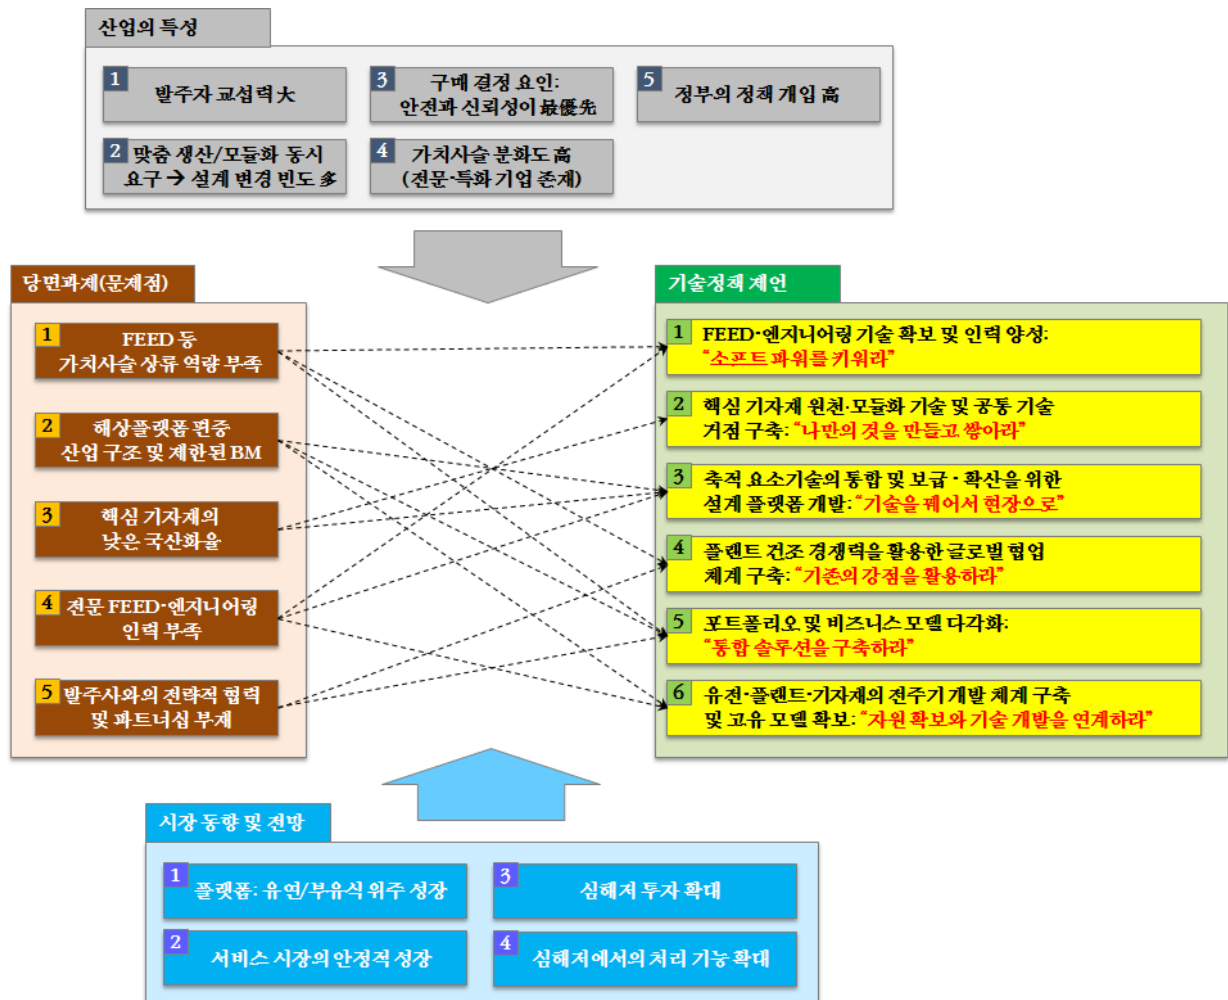 산업의 특성
1
발주자 교섭력 大
2
맞춤 생산/모듈화 동시
요구 → 설계 변경 빈도 多
3
구매 결정 요인:
안전과 신뢰성이 最優先
4
가치사슬 분화도 高
(전문·특화 기업 존재)
5
정부의 정책 개입 高
당면과제(문제점)
1
FEED 등
가치사슬 상류 역량 부족
2
해상플랫폼 편중
산업 구조 및 제한된 BM
3
핵심 기자재의
낮은 국산화율
4
전문 FEED·엔지니어링
인력 부족
5
발주사와의 전략적 협력
및 파트너십 부재
기술정책 제언
1
FEED·엔지니어링 기술 확보 및 인력 양성:
“소프트 파워를 키워라”
2
핵심 기자재 원천·모듈화 기술 및 공통 기술
거점 구축: “나만의 것을 만들고 쌓아라”
3
축적 요소기술의 통합 및 보급·확산을 위한
설계 플랫폼 개발: “기술을 꿰어서 현장으로”
4
플랜트 건조 경쟁력을 활용한 글로벌 협업
체계 구축: “기존의 강점을 활용하라”
5
포트폴리오 및 비즈니스 모델 다각화:
“통합 솔루션을 구축하라”
6
유전·플랜트·기자재의 전주기 개발 체계 구축
및 고유 모델 확보: “자원 확보와 기술 개발을 연계하라”
시장 동향 및 전망
1
플랫폼: 유연/부유식 위주 성장
2
서비스 시장의 안정적 성장
3
심해저 투자 확대
4
심해저에서의 처리 기능 확대